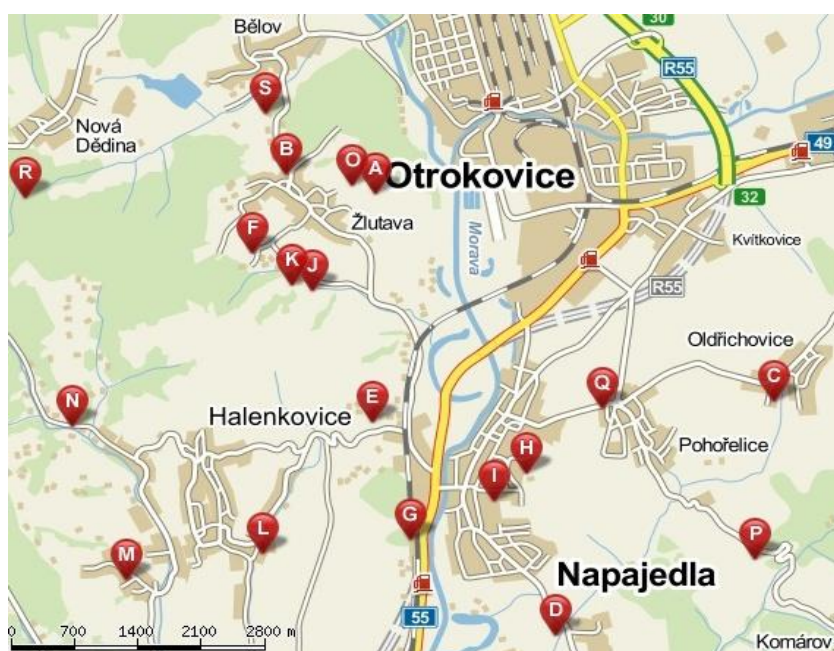 30
Bělov
R55
S
Nová
Dědina
49
B
O
A
Otrokovice
R
32
Žlutava
F
Morava
Kvítkovice
K
J
R55
Oldřichovice
C
Q
N
E
Halenkovice
Pohořelice
H
I
G
L
P
M
Napajedla
D
55
0 700 1400 2100 2800 m
Komárov